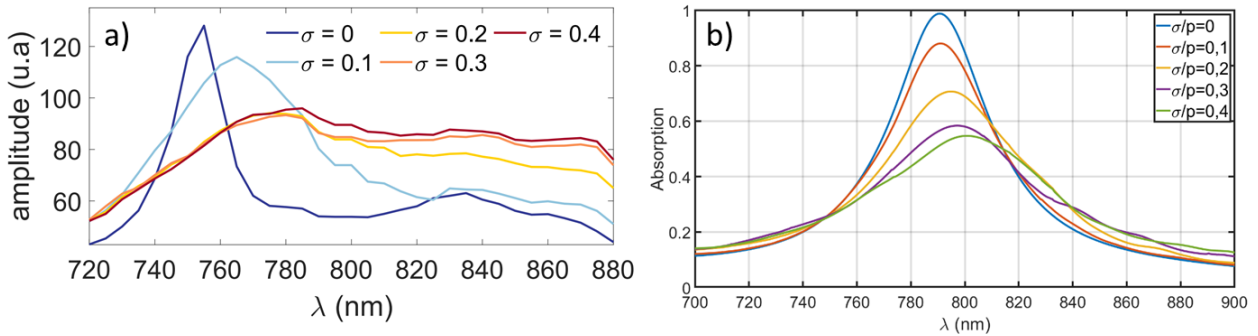 a)
σ = 0
σ = 0.2
σ = 0.4
σ = 0.1
σ = 0.3
120
100
80
60
amplitude (u.a)
720 740 760 780 800 820 840 860 880
λ (nm)
b)
σ/p=0
σ/p=0,1
σ/p=0,2
σ/p=0,3
σ/p=0,4
1
0.8
0.6
0.4
0.2
0
Absorption
700 720 740 760 780 800 820 840 860 880 900
λ (nm)